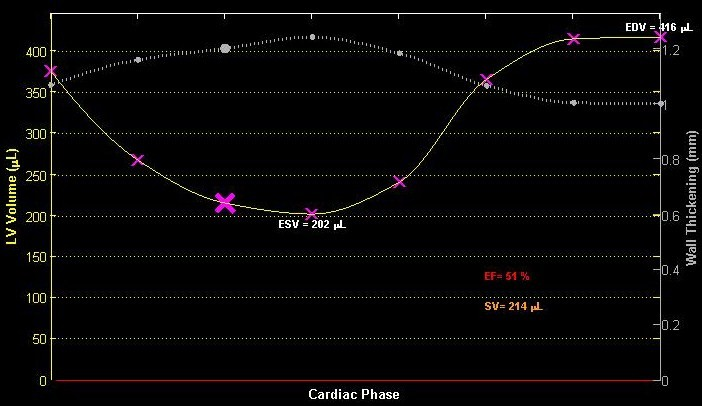 EDV = 416 µL
400
350
300
250
200
150
100
50
0
LV Volume (µL)
ESV = 202 µL
EF= 51 %
SV= 214 µL
1.2
1
0.8
0.6
0.4
0.2
0
Wall Thickening (mm)
Cardiac Phase